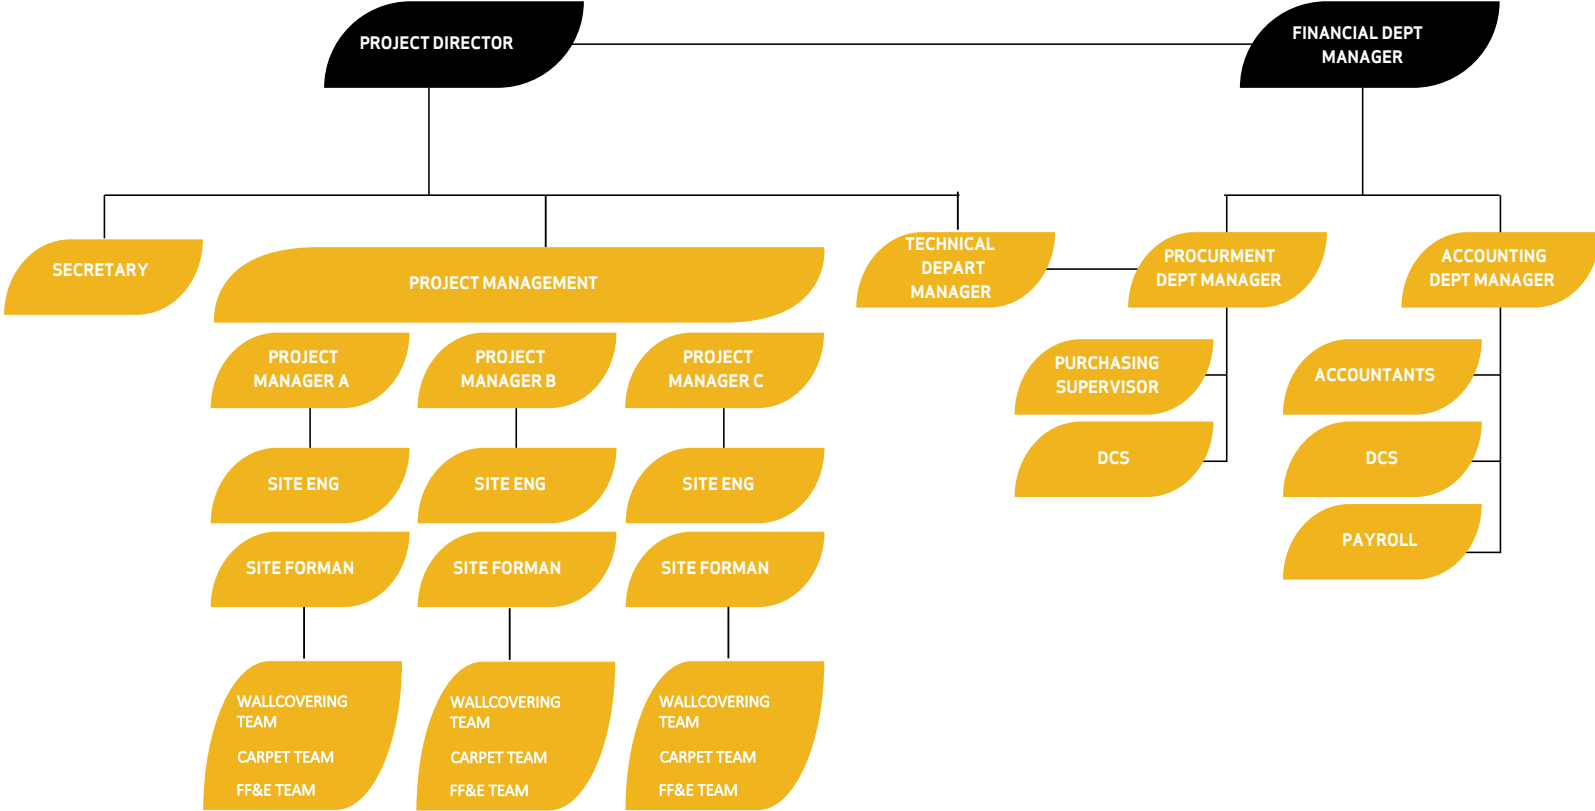 PROJECT DIRECTOR
FINANCIAL DEPT
MANAGER
SECRETARY
PROJECT MANAGEMENT
TECHNICAL
DEPART
MANAGER
PROCURMENT
DEPT MANAGER
ACCOUNTING
DEPT MANAGER
PROJECT
MANAGER A
PROJECT
MANAGER B
PROJECT
MANAGER C
PURCHASING
SUPERVISOR
ACCOUNTANTS
SITE ENG
SITE ENG
SITE ENG
DCS
DCS
SITE FORMAN
SITE FORMAN
SITE FORMAN
PAYROLL
WALLCOVERING
TEAM
CARPET TEAM
FF&E TEAM
WALLCOVERING
TEAM
CARPET TEAM
FF&E TEAM
WALLCOVERING
TEAM
CARPET TEAM
FF&E TEAM